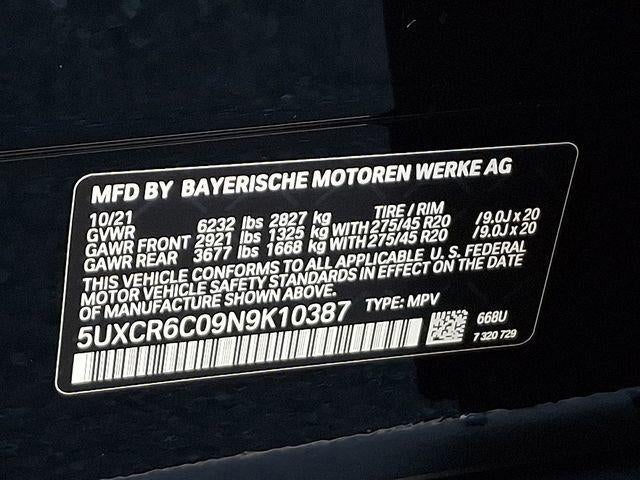 MFD BY BAYERISCHE MOTOREN WERKE AG
10/21 TIRE / RIM
GVWR 6232 lbs 2827 kg
GAWR FRONT 2921 lbs 1325 kg WITH 275/45 R20 /9.0J x 20
GAWR REAR 3677 lbs 1668 kg WITH 275/45 R20 /9.0J x 20
THIS VEHICLE CONFORMS TO ALL APPLICABLE U. S. FEDERAL
MOTOR VEHICLE SAFETY STANDARDS IN EFFECT ON THE DATE
OF MANUFACTURE SHOWN ABOVE.
5UXCR6C09N9K10387 TYPE: MPV
668U
7 320 729